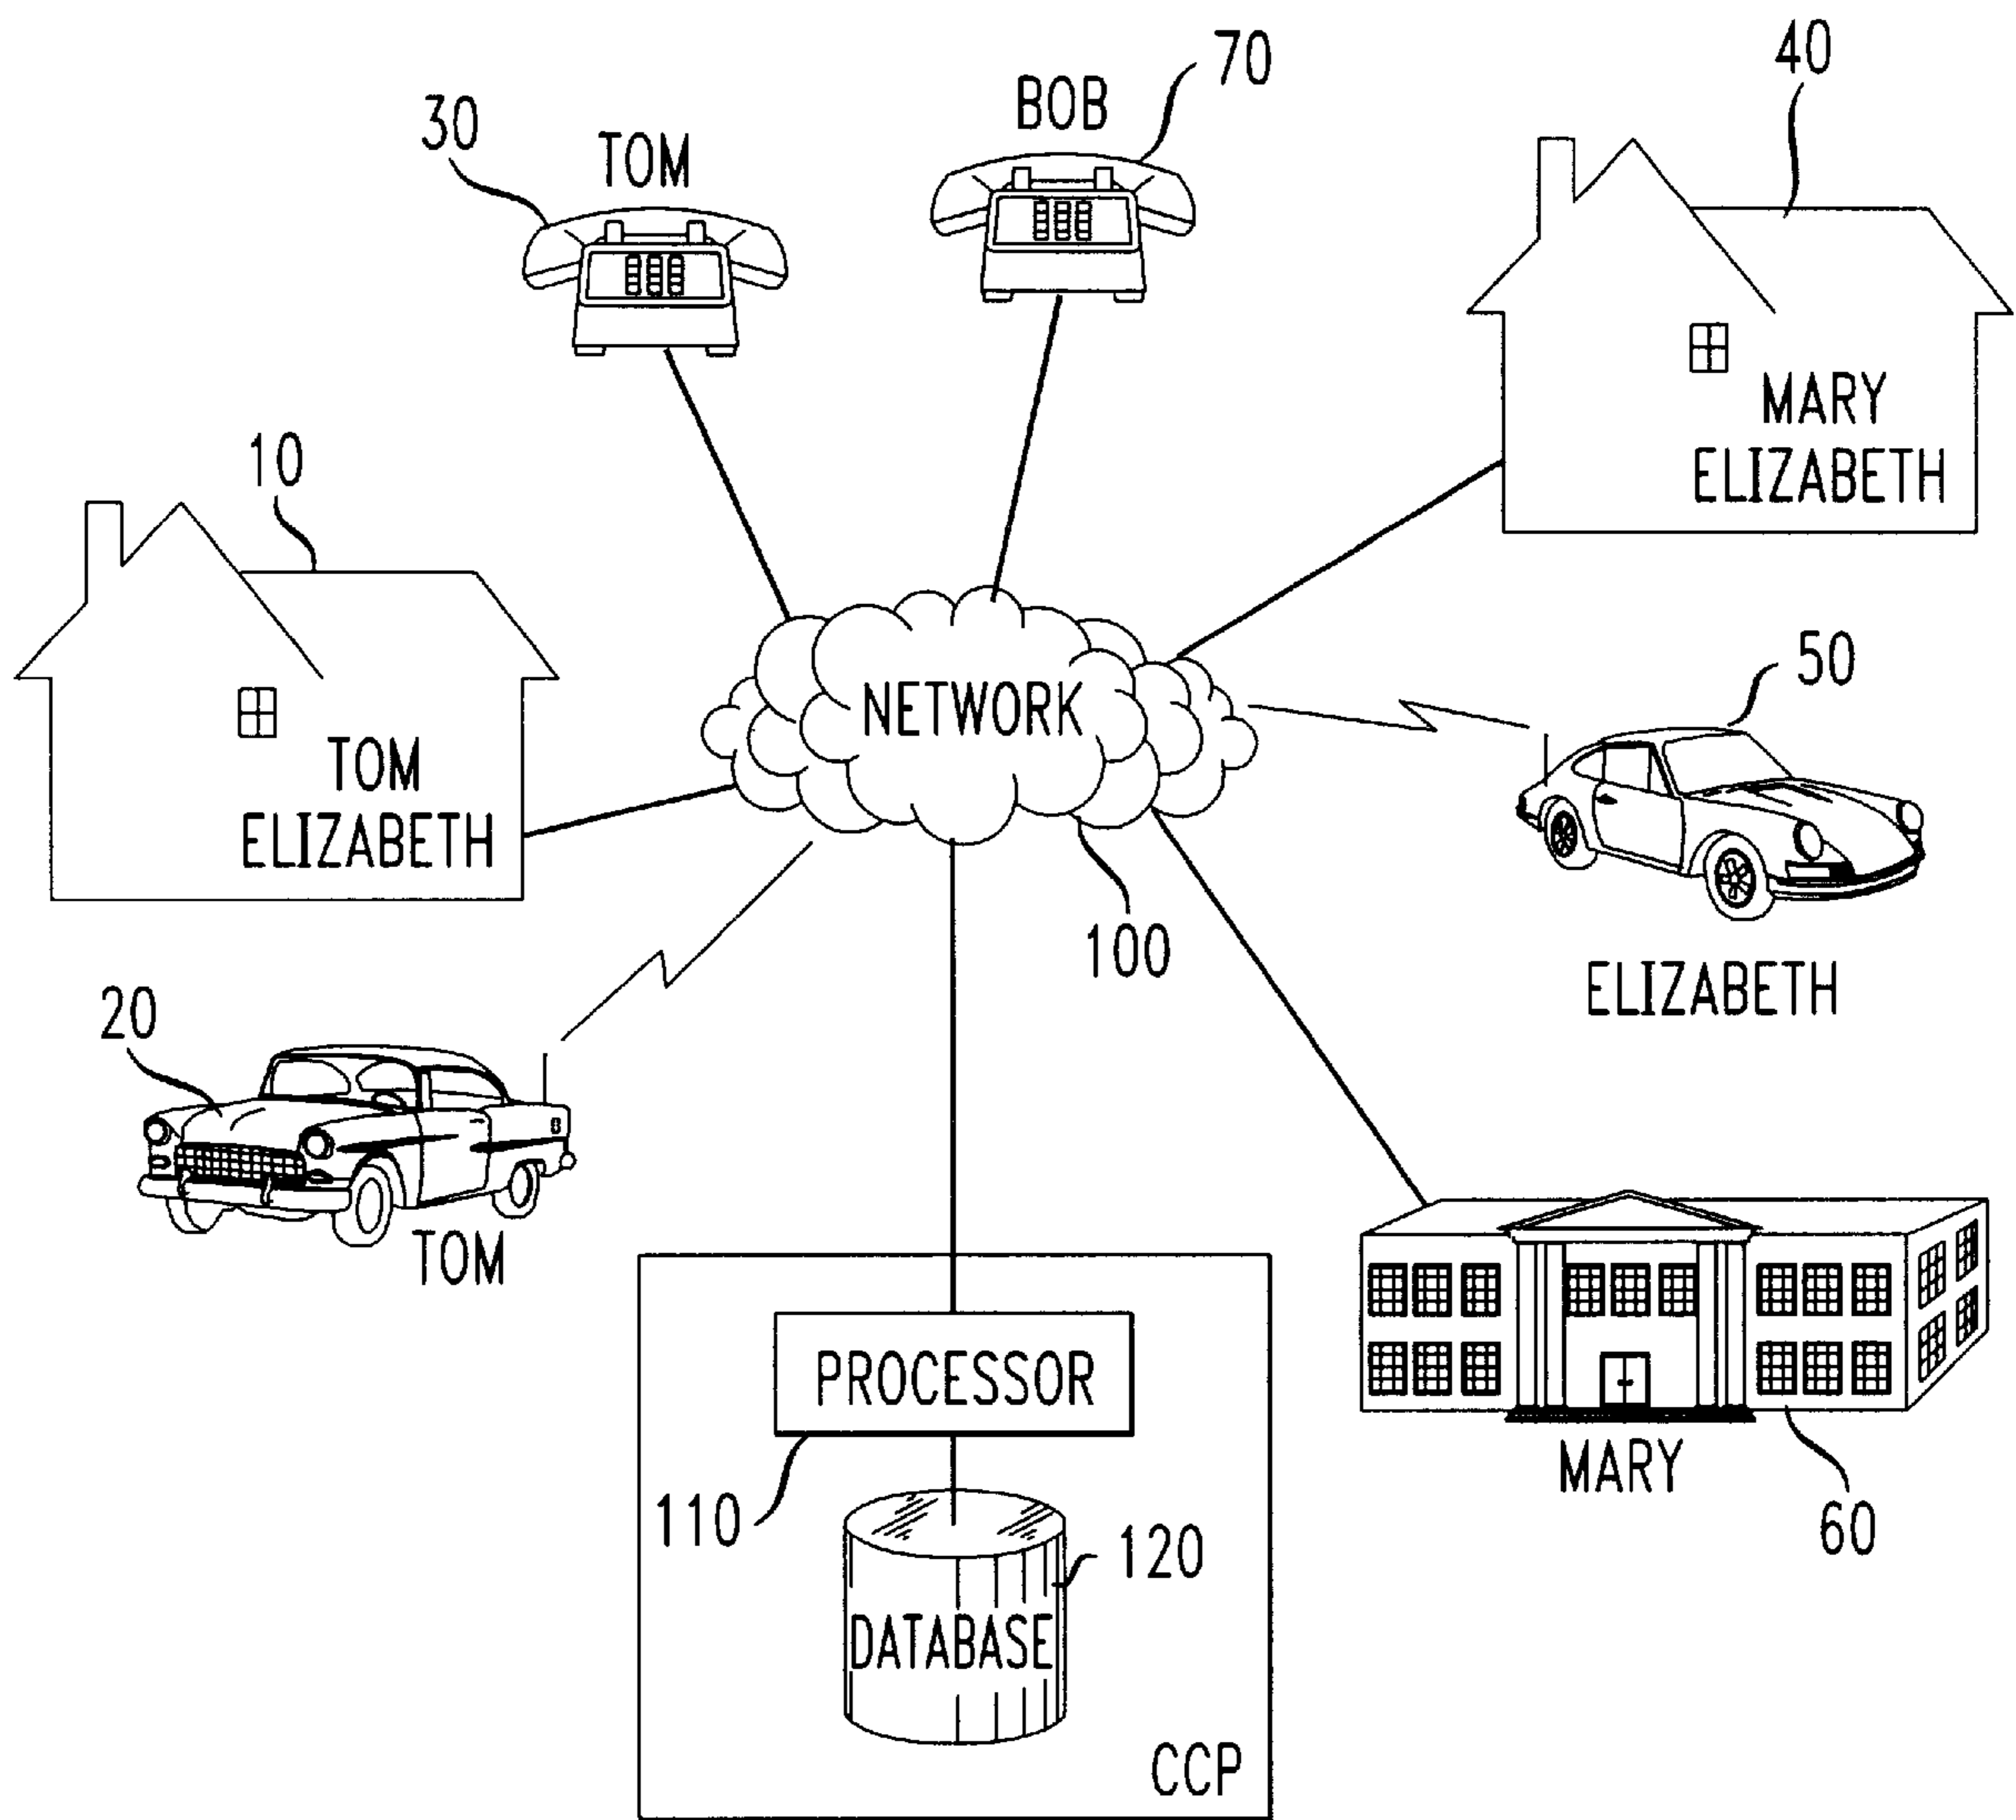 40
70
BOB
30
TOM
MARY
ELIZABETH
10
50
NETWORK
TOM
ELIZABETH
100
ELIZABETH
20
TOM
PROCESSOR
MARY
110
60
120
DATABASE
CCP